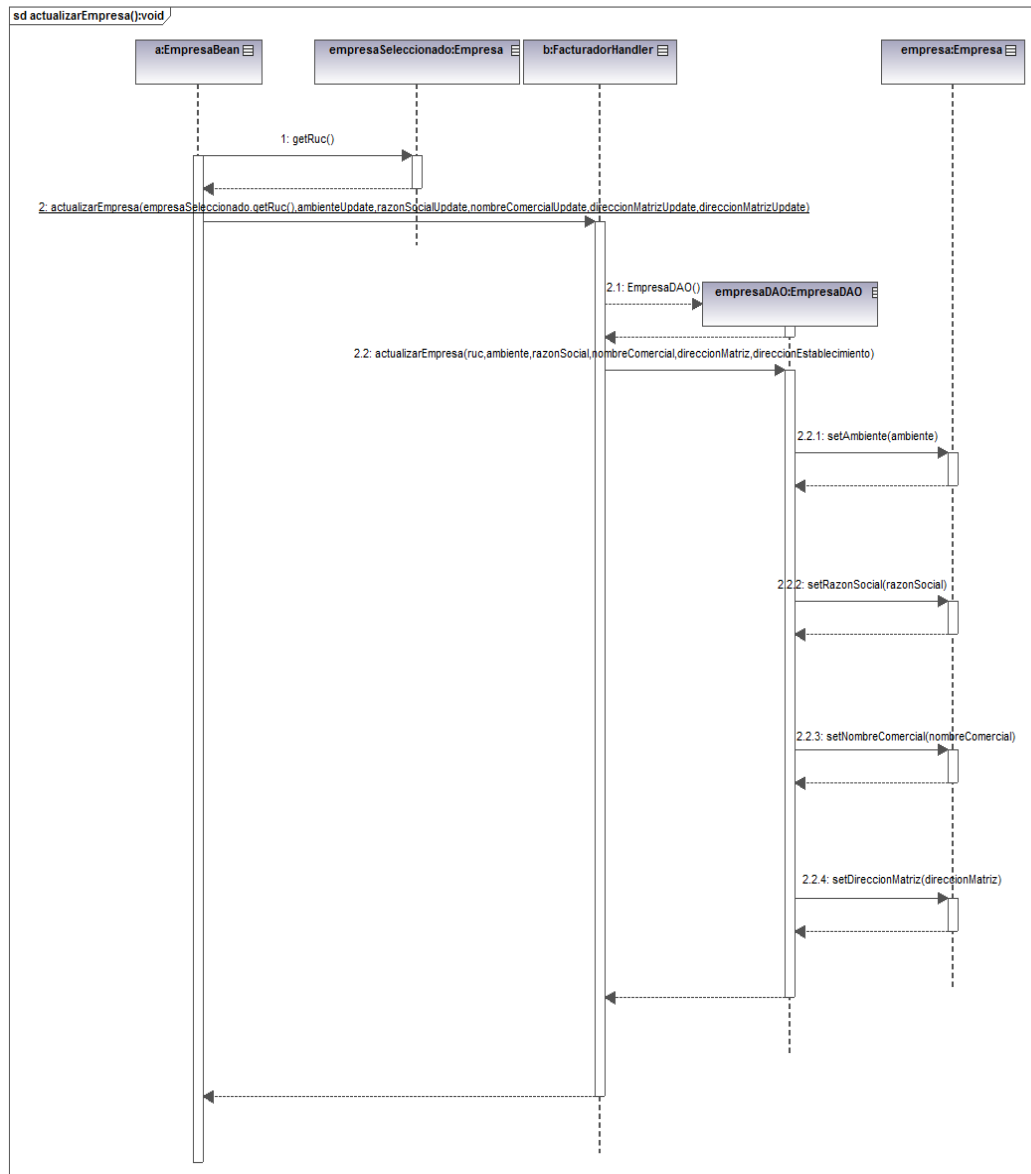 sd actualizarEmpresa():void
a:EmpresaBean
empresaSeleccionado:Empresa
b:FacturadorHandler
empresa:Empresa
1: getRuc()
2: actualizarEmpresa(empresaSeleccionado.getRuc(),ambienteUpdate,razonSocialUpdate,nombreComercialUpdate,direccionMatrizUpdate,direccionMatrizUpdate)
2.1: EmpresaDAO()
empresaDAO:EmpresaDAO
2.2: actualizarEmpresa(ruc,ambiente,razonSocial,nombreComercial,direccionMatriz,direccionEstablecimiento)
2.2.1: setAmbiente(ambiente)
2.2.2: setRazonSocial(razonSocial)
2.2.3: setNombreComercial(nombreComercial)
2.2.4: setDireccionMatriz(direccionMatriz)